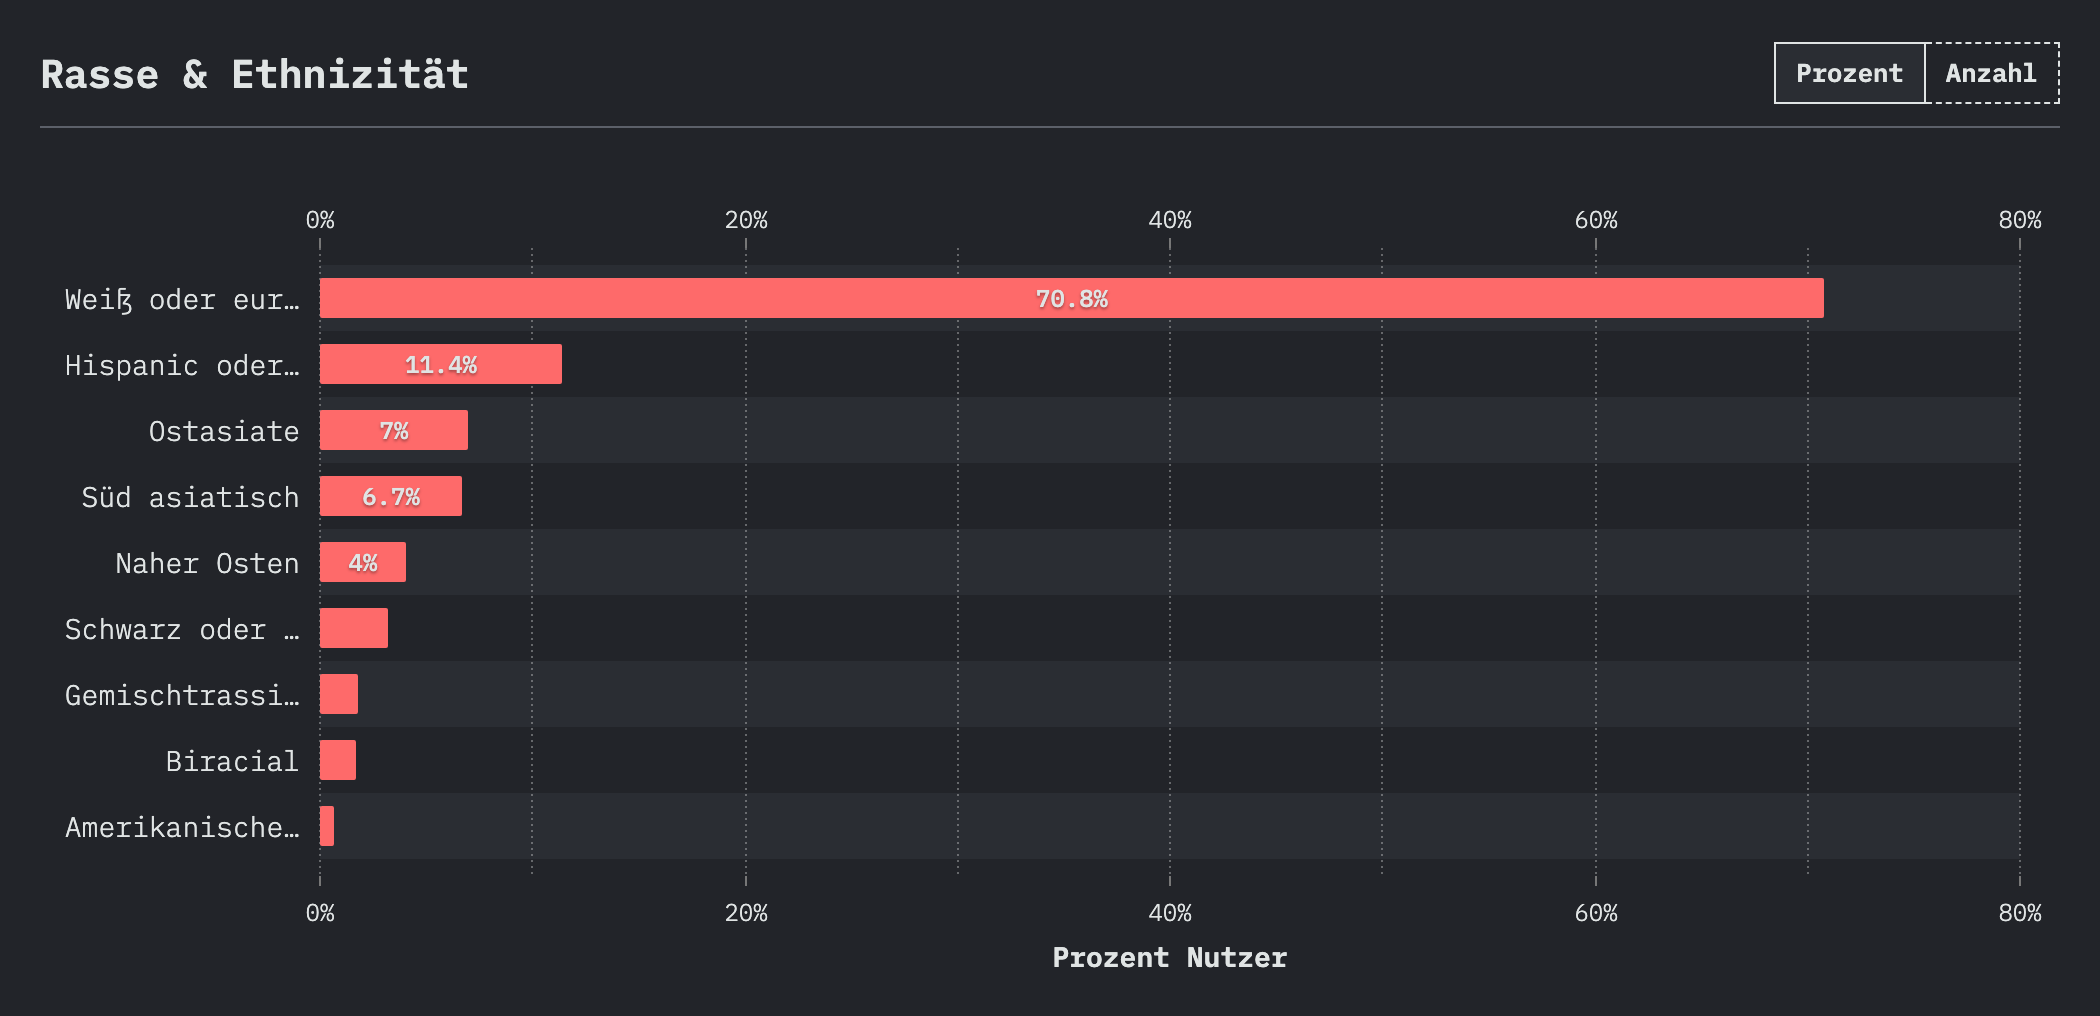 Rasse & Ethnizität
Prozent Anzahl
0% 20% 40% 60% 80%
Weiß oder eur… 70.8%
Hispanic oder… 11.4%
Ostasiate 7%
Süd asiatisch 6.7%
Naher Osten 4%
Schwarz oder …
Gemischtrassi…
Biracial
Amerikanische…
0% 20% 40% 60% 80%
Prozent Nutzer